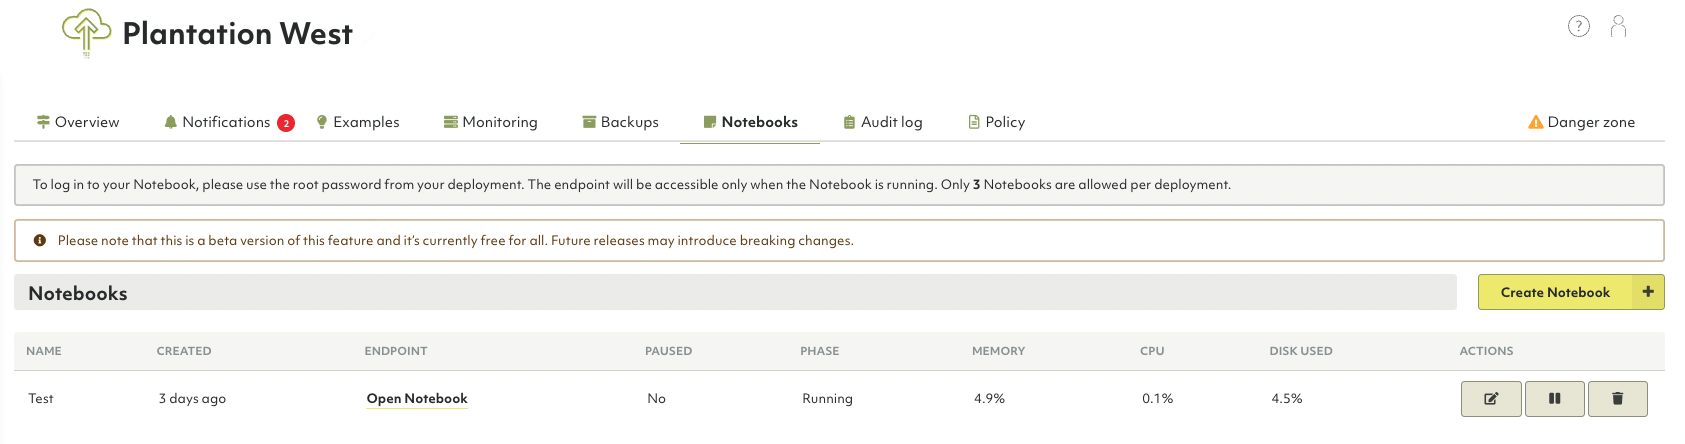 Plantation West
?
Overview Notifications 2 Examples Monitoring Backups Notebooks Audit log Policy Danger zone
To log in to your Notebook, please use the root password from your deployment. The endpoint will be accessible only when the Notebook is running. Only 3 Notebooks are allowed per deployment.
Please note that this is a beta version of this feature and it's currently free for all. Future releases may introduce breaking changes.
Notebooks Create Notebook +
NAME CREATED ENDPOINT PAUSED PHASE MEMORY CPU DISK USED ACTIONS
Test 3 days ago Open Notebook No Running 4.9% 0.1% 4.5%